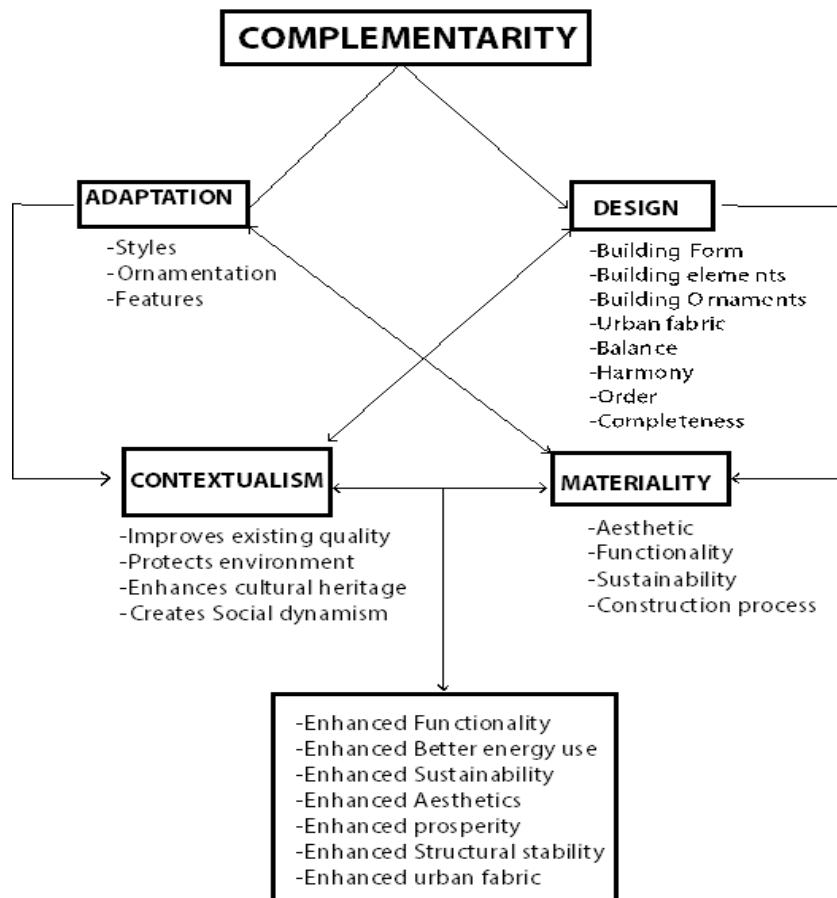 COMPLEMENTARITY
ADAPTATION
-Styles
-Ornamentation
-Features
DESIGN
-Building Form
-Building elements
-Building Ornaments
-Urban fabric
-Balance
-Harmony
-Order
-Completeness
CONTEXTUALISM
-Improves existing quality
-Protects environment
-Enhances cultural heritage
-Creates Social dynamism
MATERIALITY
-Aesthetic
-Functionality
-Sustainability
-Construction process
-Enhanced Functionality
-Enhanced Better energy use
-Enhanced Sustainability
-Enhanced Aesthetics
-Enhanced prosperity
-Enhanced Structural stability
-Enhanced urban fabric